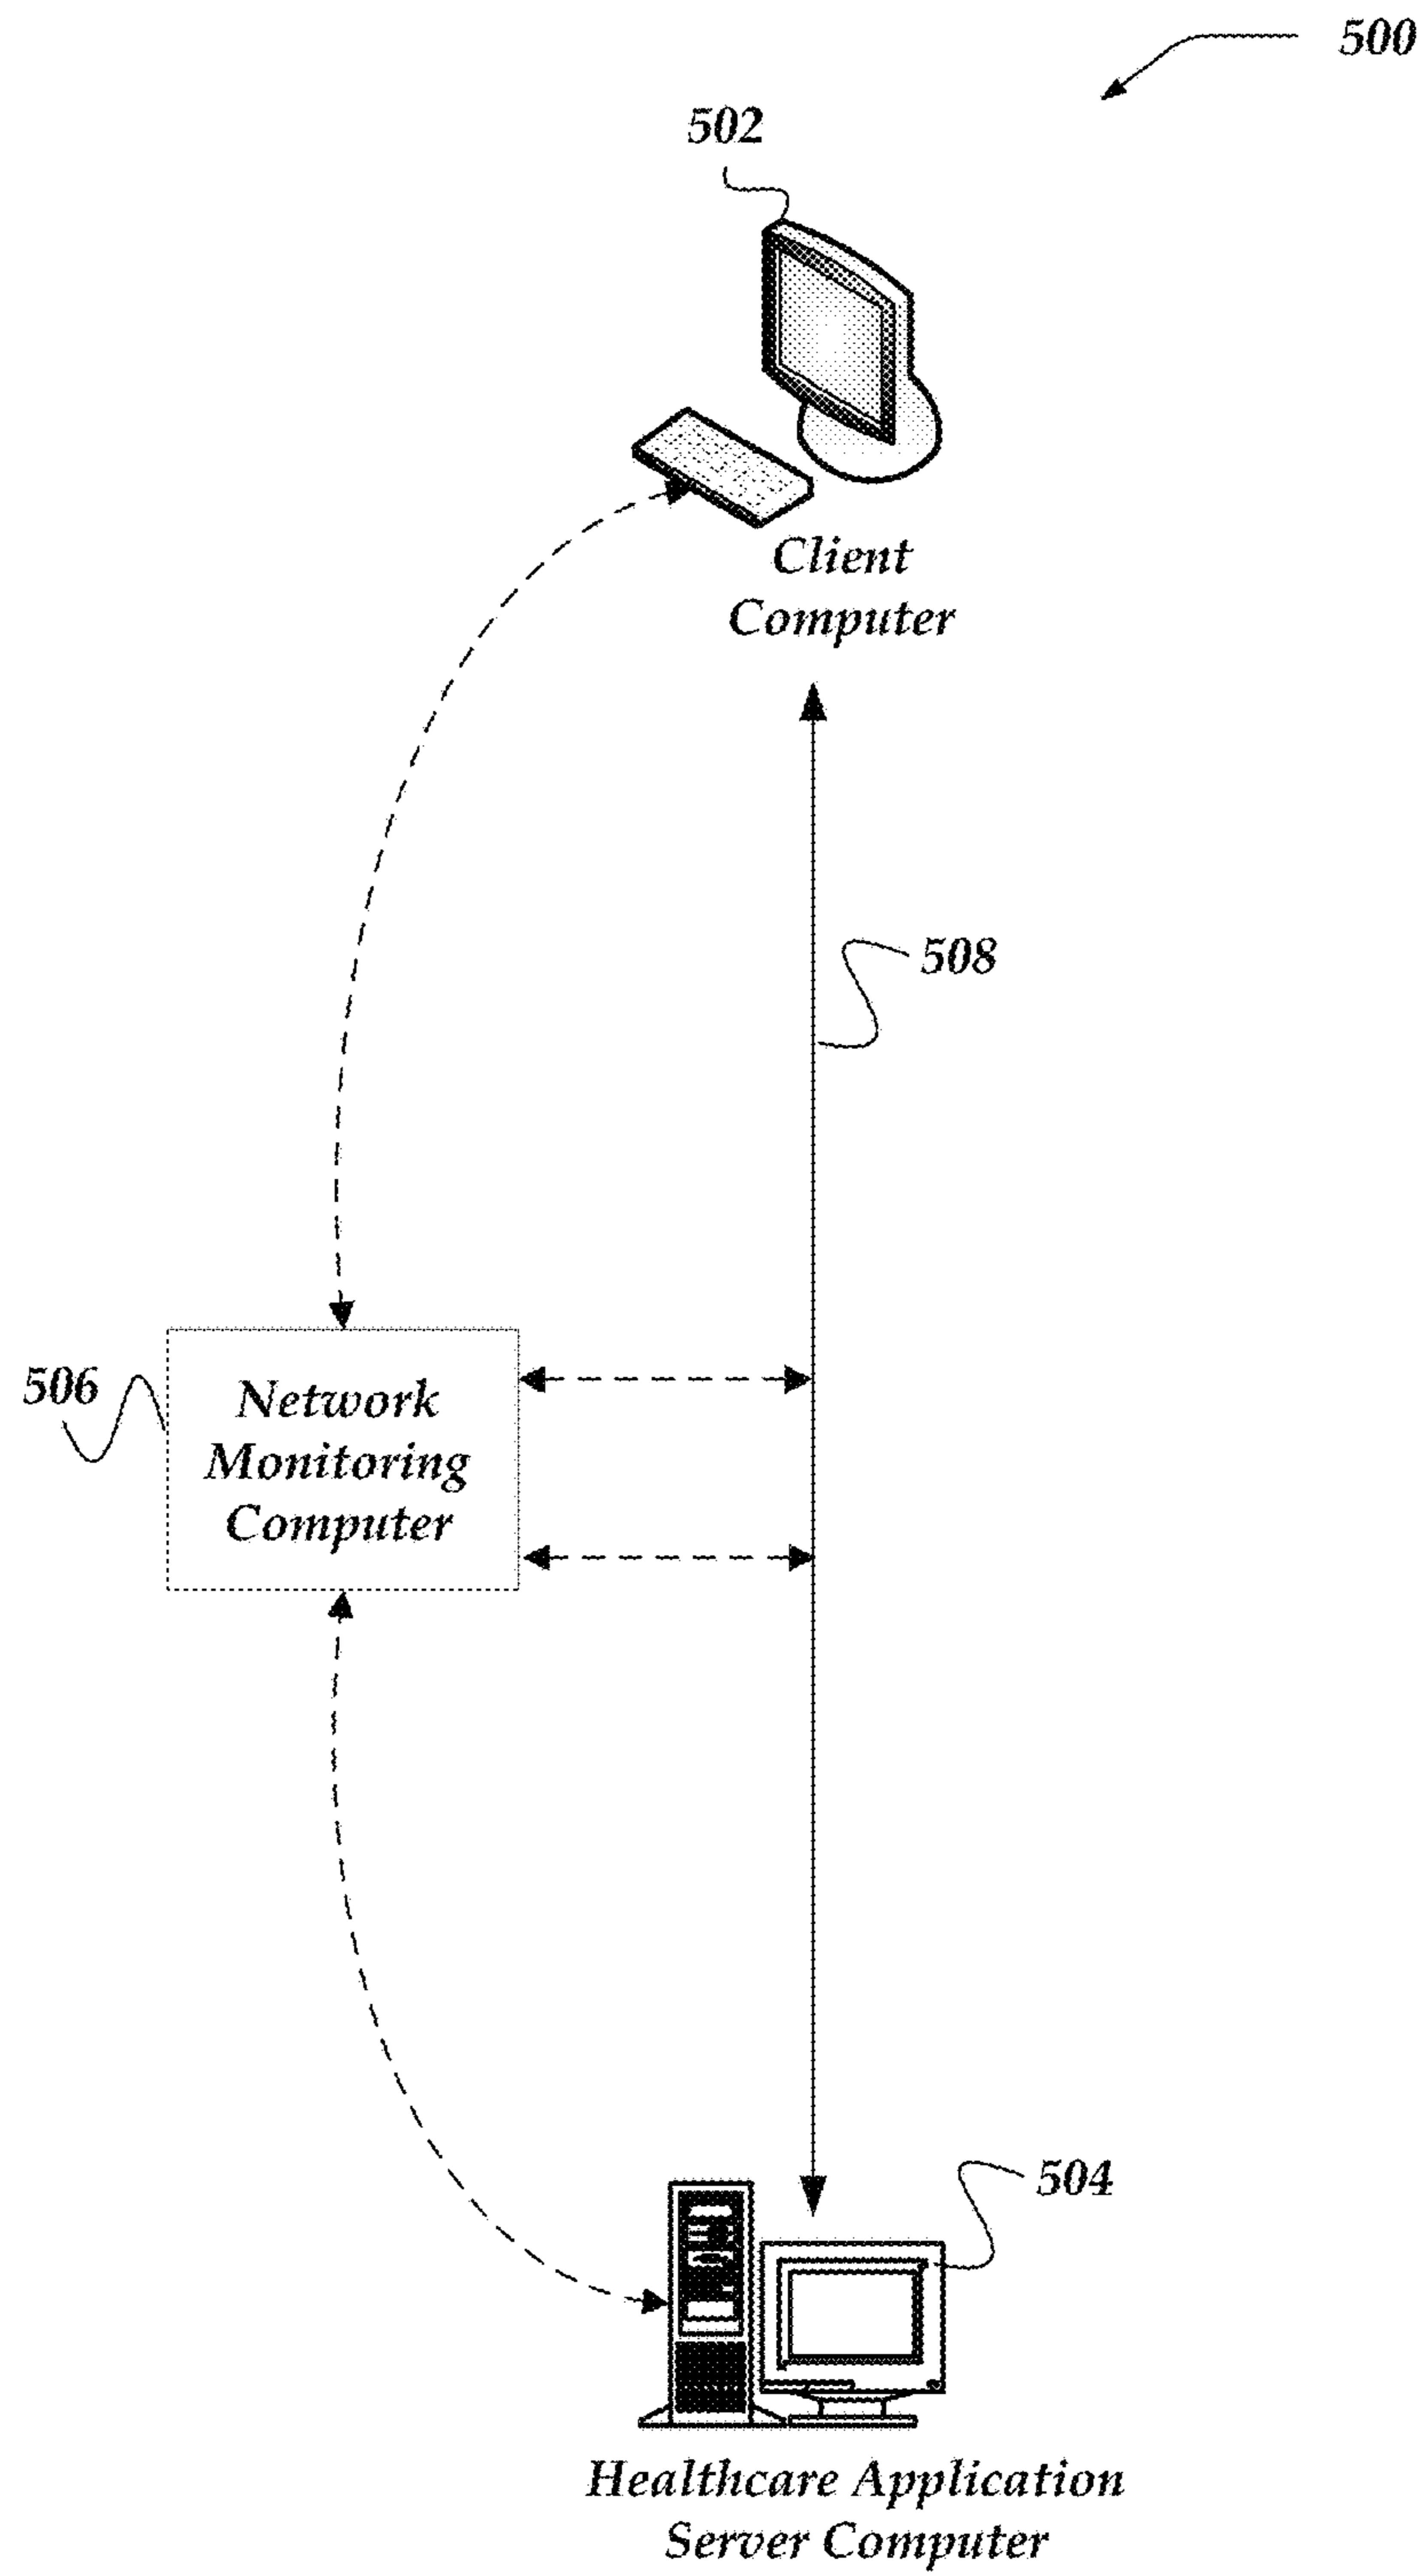 500
502
Client
Computer
508
506
Network
Monitoring
Computer
504
Healthcare Application
Server Computer